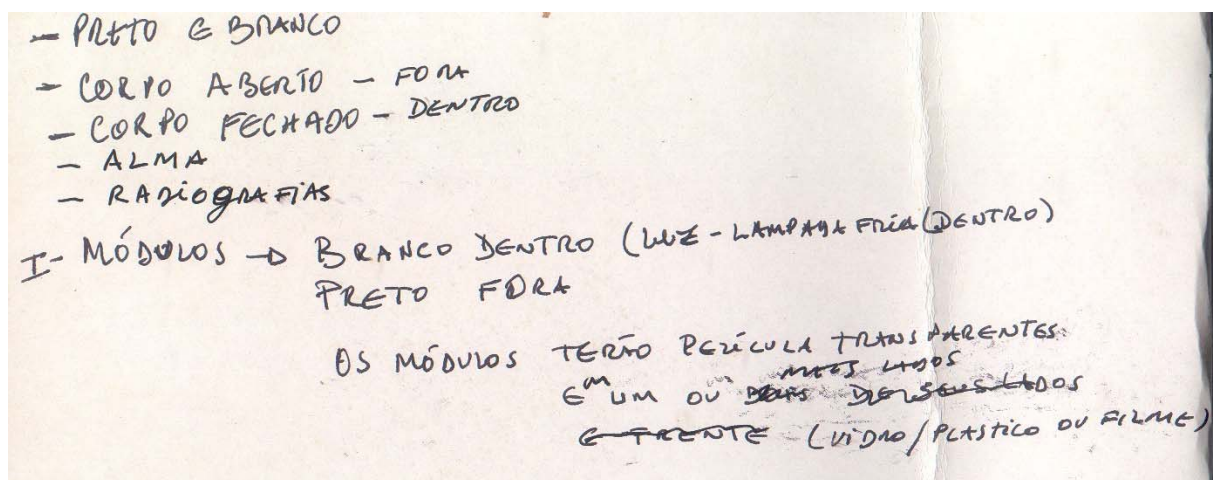 - PRETO E BRANCO
- CORPO ABERTO - FORA
- CORPO FECHADO - DENTRO
- ALMA
- RADIOGRAFIAS
I- MÓDULOS → BRANCO DENTRO (LUZ - LAMPADA FRIA (DENTRO)
PRETO FORA
OS MÓDULOS TERÃO PELÍCULA TRANSPARENTES
MAIS LADOS
EM UM OU DOIS DE SEUS LADOS
E FRENTE (VIDRO/PLASTICO OU FILME)